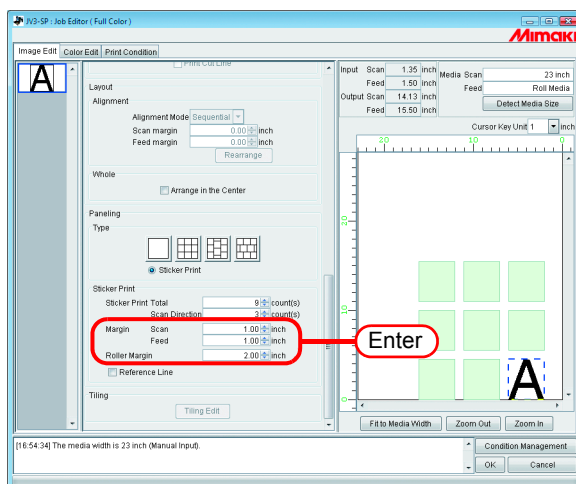 JV3-SP : Job Editor ( Full Color )
Mimaki
Image Edit Color Edit Print Condition
A
Print Cut Line
Layout
Alignment
Alignment Mode Sequential
Scan margin 0.00 inch
Feed margin 0.00 inch
Rearrange
Whole
Arrange in the Center
Paneling
Type
Sticker Print
Sticker Print
Sticker Print Total 9 count(s)
Scan Direction 3 count(s)
Margin Scan 1.00 inch
Feed 1.00 inch
Roller Margin 2.00 inch
Reference Line
Tiling
Tiling Edit
Enter
Input Scan 1.35 inch
Feed 1.50 inch
Output Scan 14.13 inch
Feed 15.50 inch
Media Scan 23 inch
Feed Roll Media
Detect Media Size
Cursor Key Unit 1 inch
20 10 0
20
10
0
A
Fit to Media Width Zoom Out Zoom In
[16:54:34] The media width is 23 inch (Manual Input).
Condition Management
OK Cancel